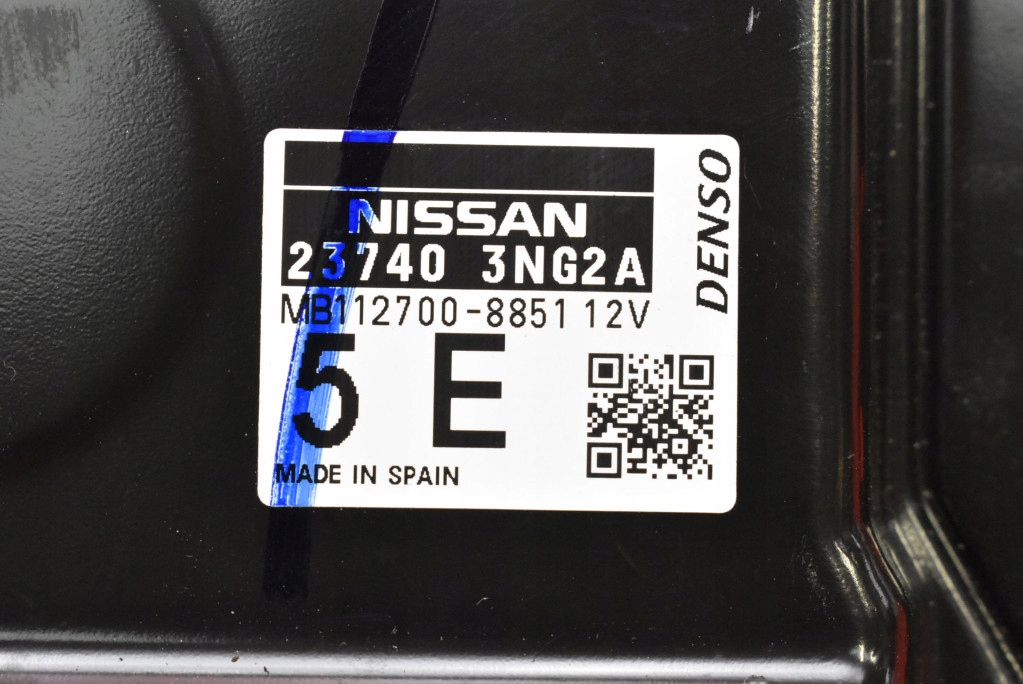 NISSAN
23740 3NG2A
MB112700-8851 12V
5 E
MADE IN SPAIN
DENSO